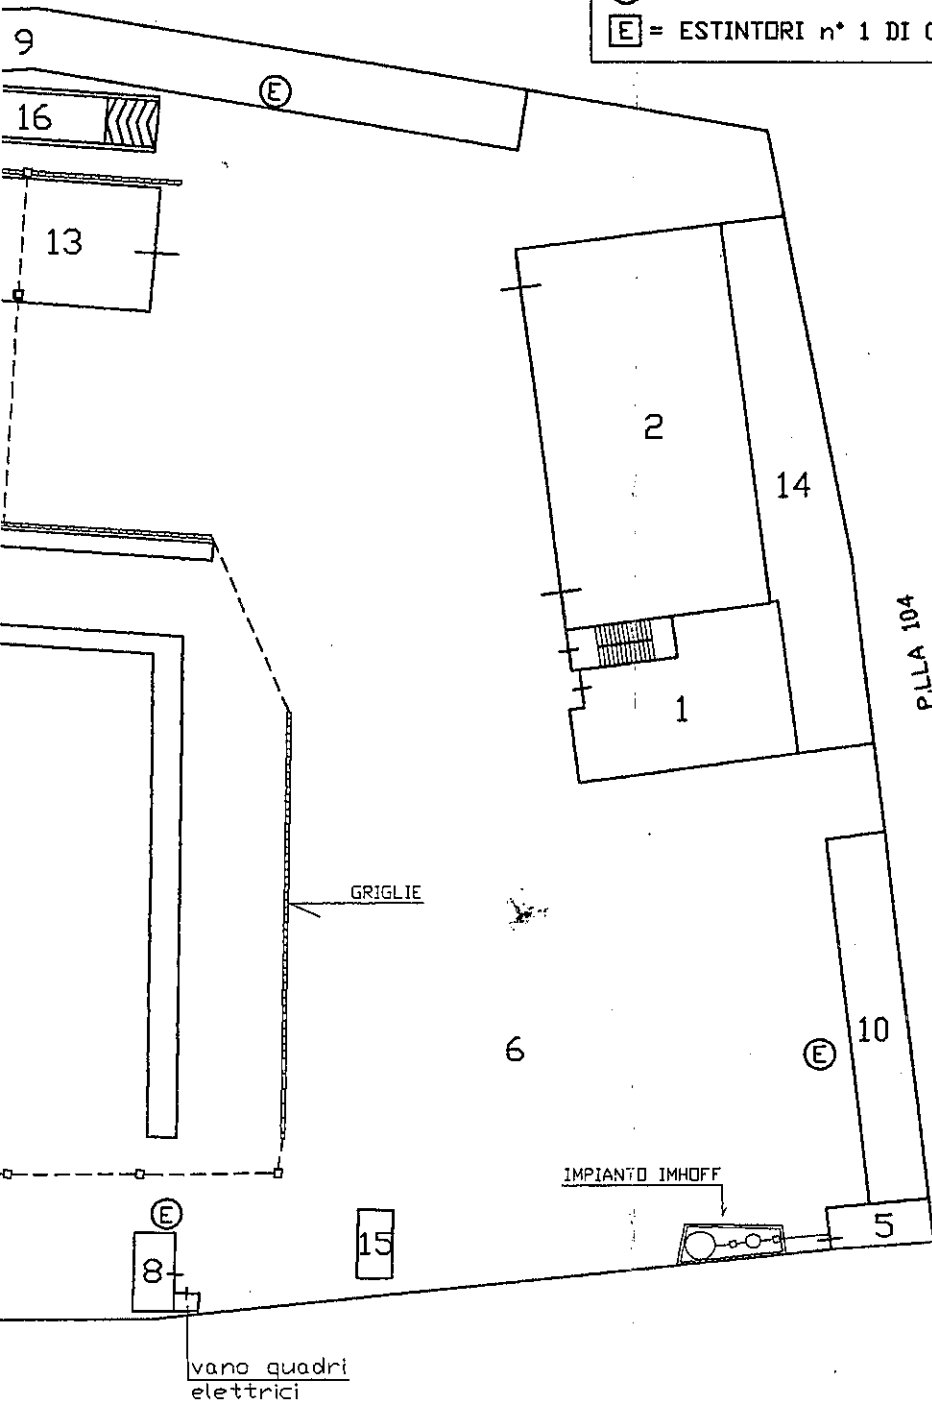 E = ESTINTORI n° 1 DI
9
E
16
13
2
14
P.LLA 104
1
GRIGLIE
10
6
E
IMPIANTO IMHOFF
E
15
5
8
vano quadri
elettrici